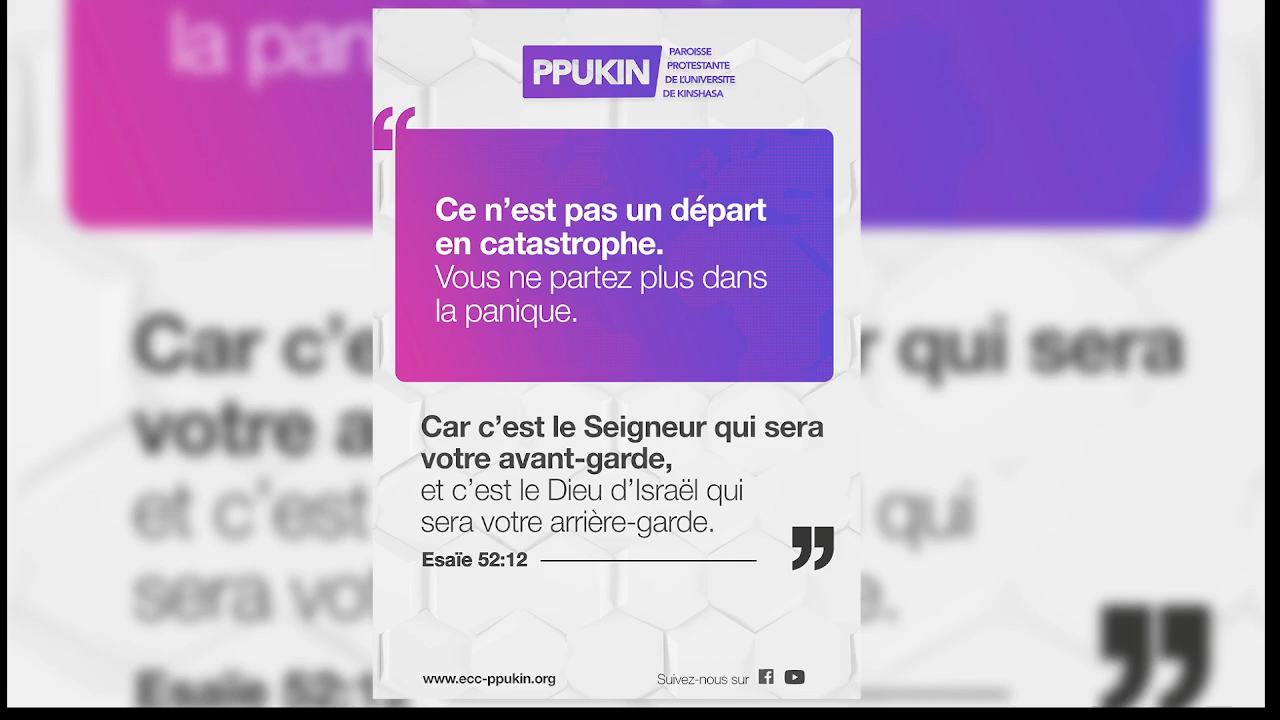 PPUKIN
PAROISSE
PROTESTANTE
DE L'UNIVERSITE
DE KINSHASA
“
Ce n’est pas un départ
en catastrophe.
Vous ne partez plus dans
la panique.
Car c’est le Seigneur qui sera
votre avant-garde,
et c’est le Dieu d’Israël qui
sera votre arrière-garde.
”
Esaïe 52:12
www.ecc-ppukin.org
Suivez-nous sur